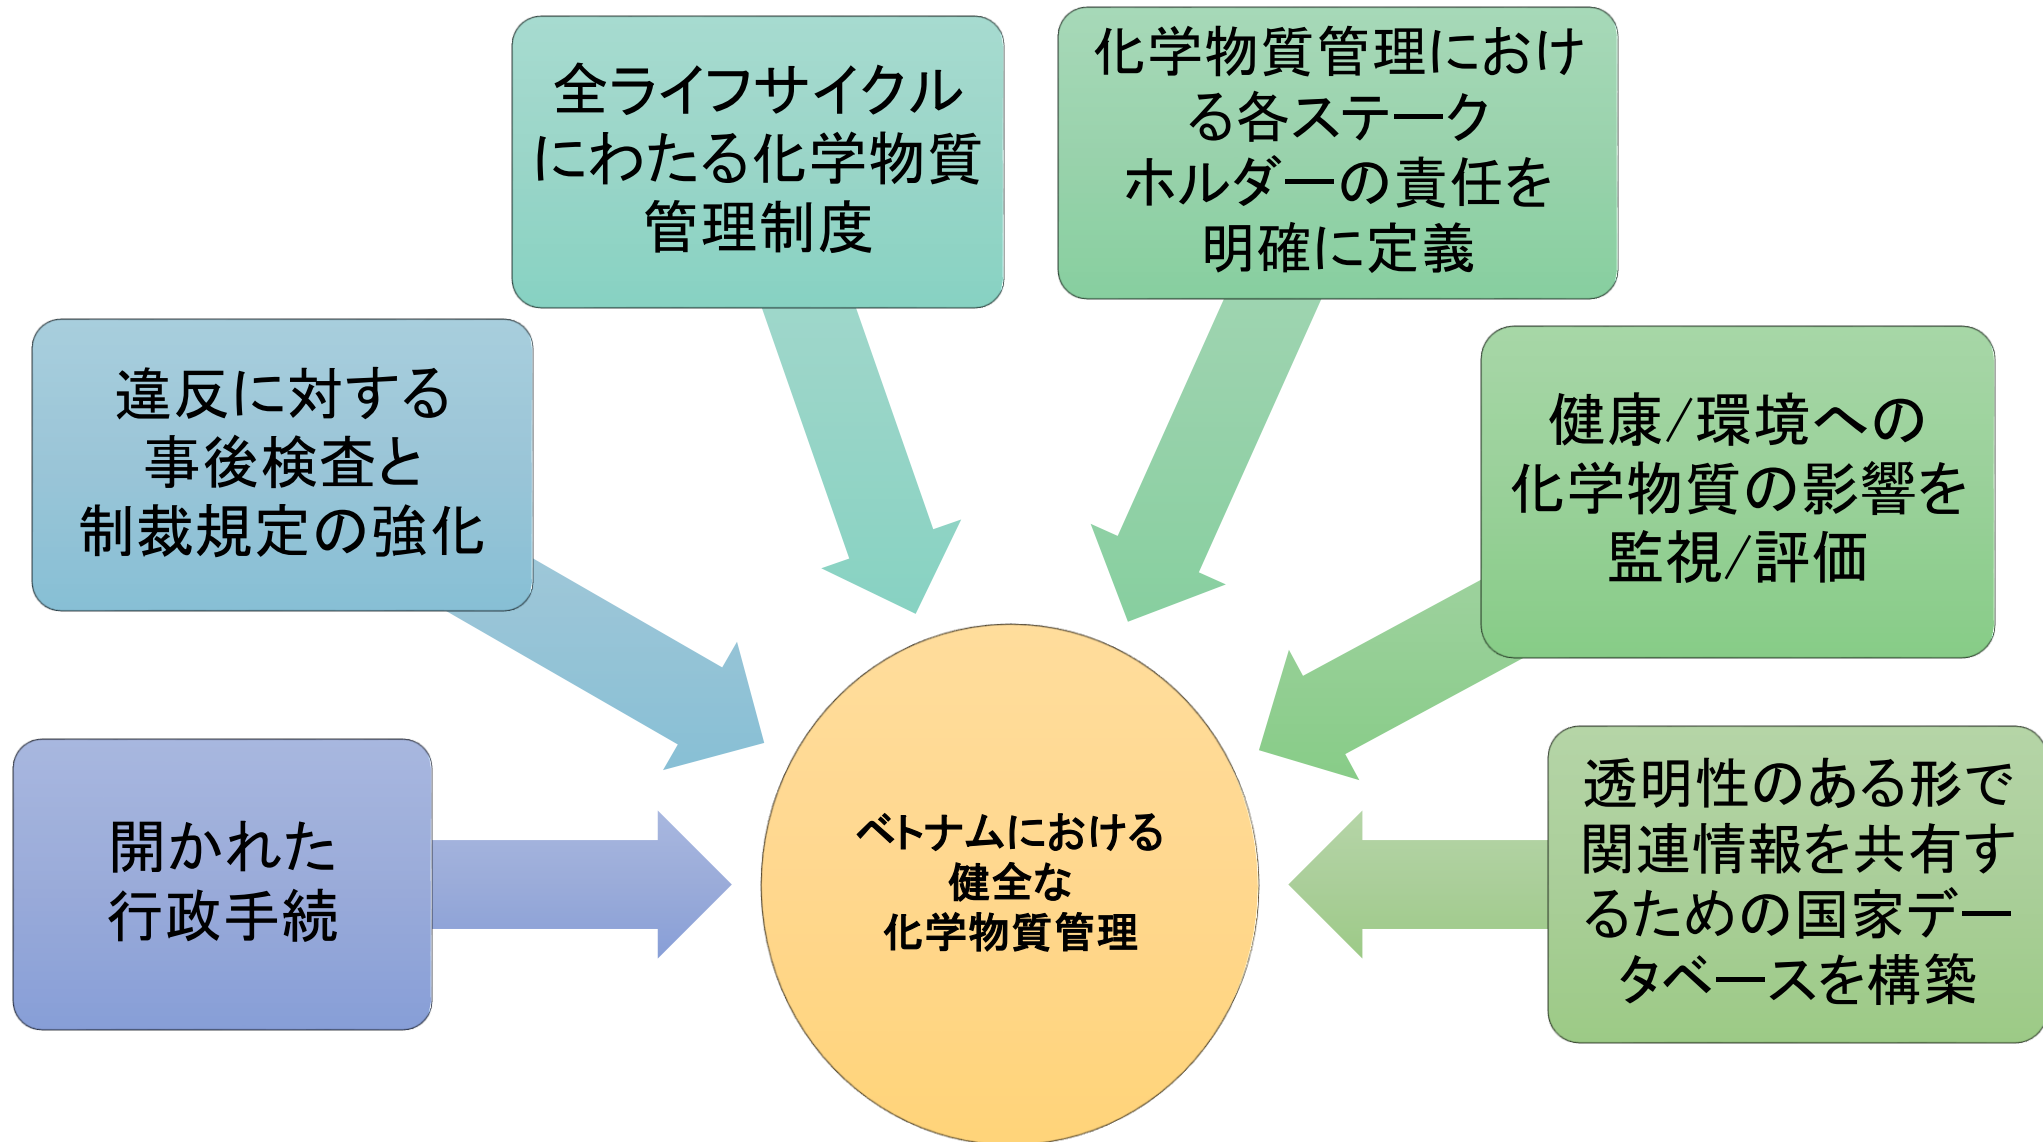 全ライフサイクル
にわたる化学物質
管理制度
化学物質管理におけ
る各ステーク
ホルダーの責任を
明確に定義
違反に対する
事後検査と
制裁規定の強化
健康/環境への
化学物質の影響を
監視/評価
開かれた
行政手続
ベトナムにおける
健全な
化学物質管理
透明性のある形で
関連情報を共有す
るための国家デー
タベースを構築